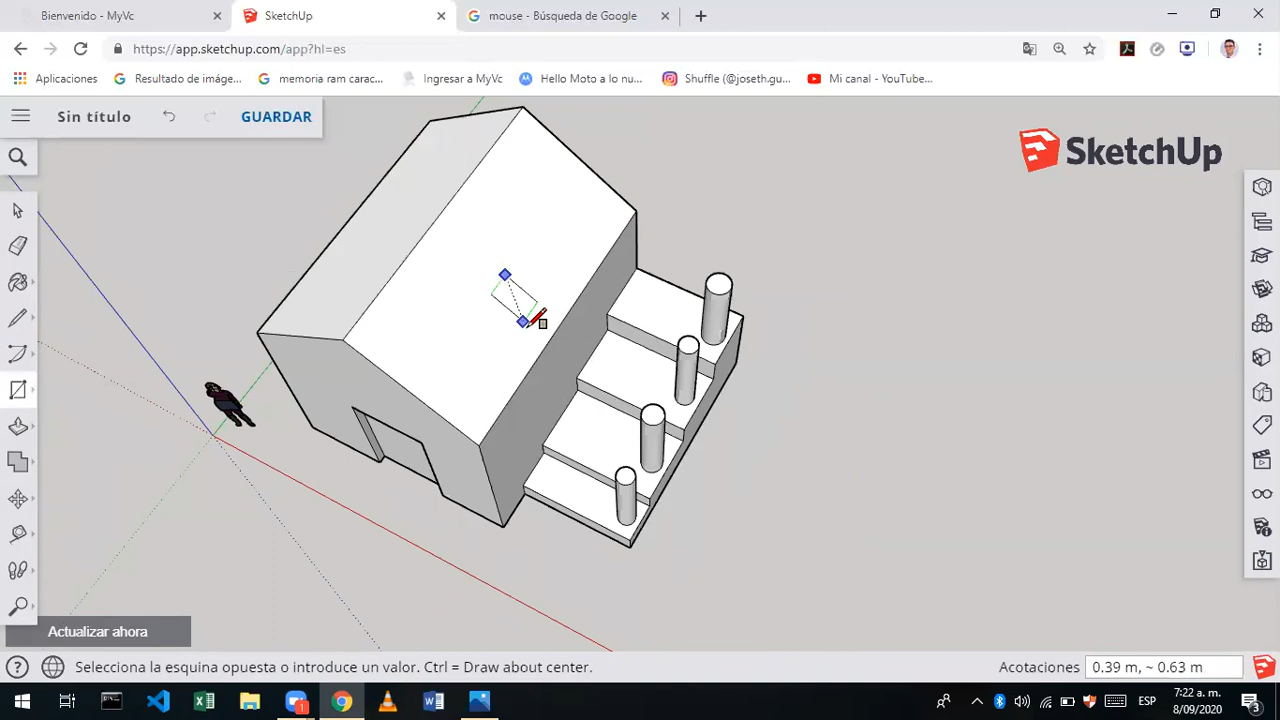 Bienvenido - MyVc
SketchUp
mouse - Búsqueda de Google
https://app.sketchup.com/app?hl=es
Aplicaciones
Resultado de imáge...
memoria ram carac...
Ingresar a MyVc
Hello Moto a lo nu...
Shuffle (@joseth.gu...
Mi canal - YouTube...
Sin título
GUARDAR
SketchUp
Actualizar ahora
Selecciona la esquina opuesta o introduce un valor. Ctrl = Draw about center.
Acotaciones
0.39 m, ~ 0.63 m
1
ESP
7:22 a. m.
8/09/2020
3